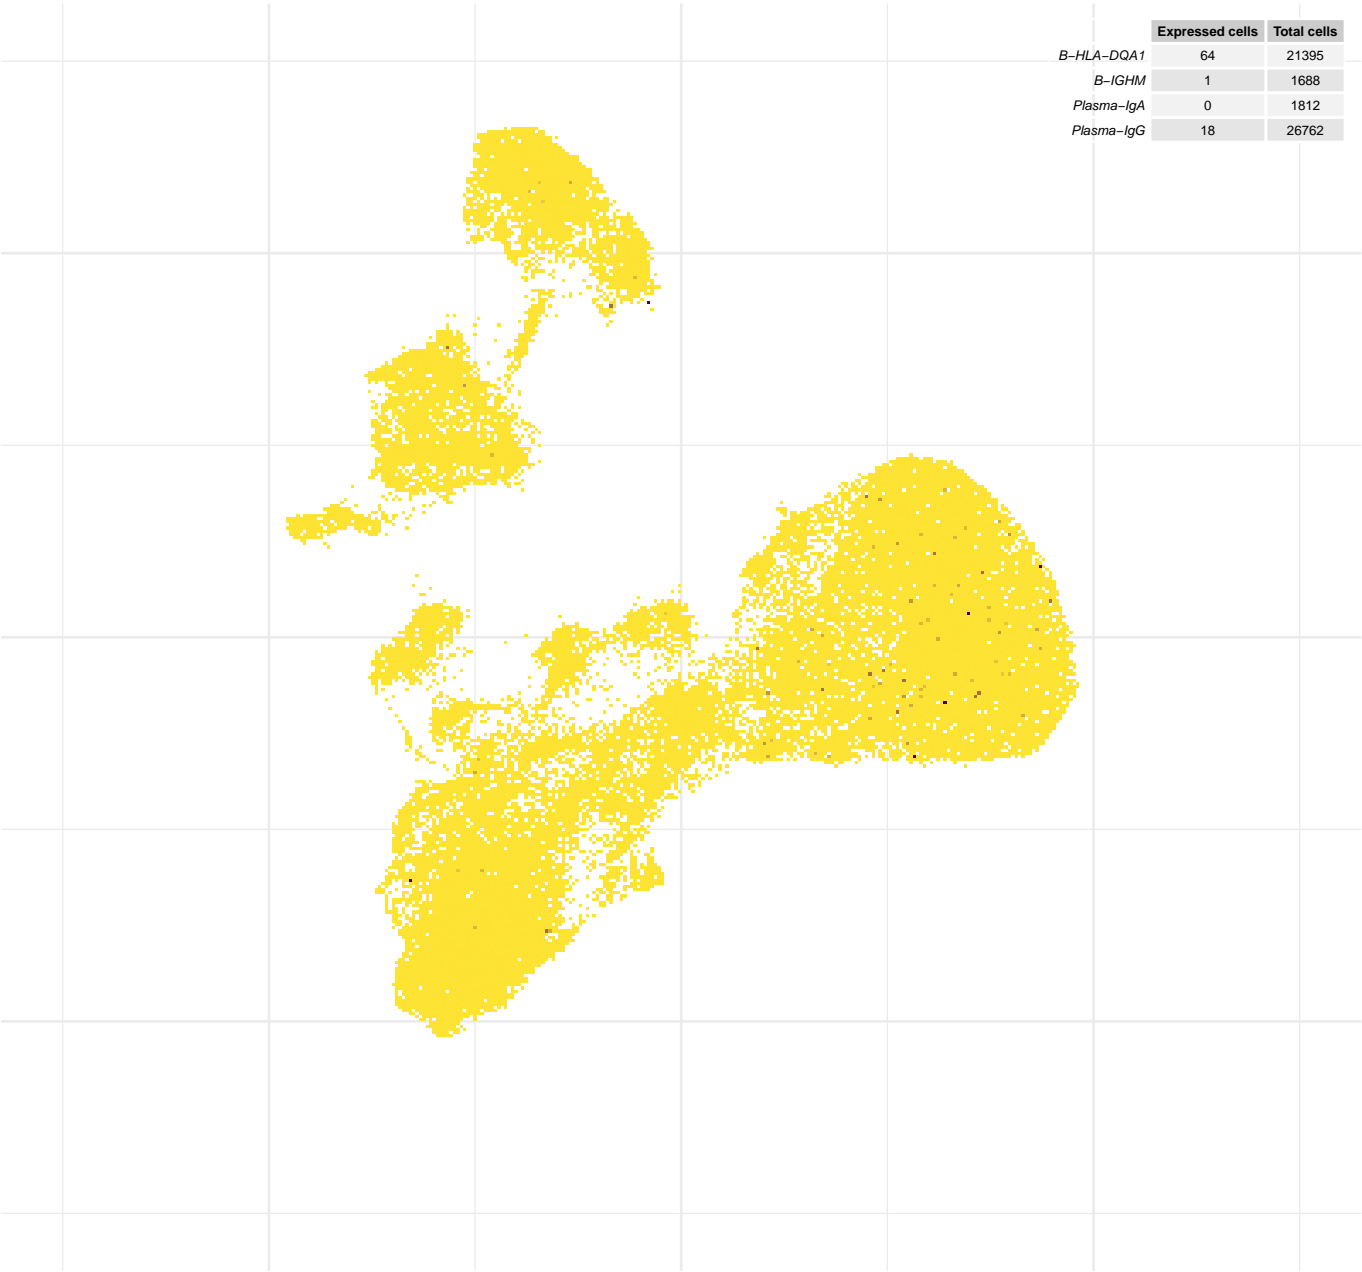 Expressed cells Total cells
B−HLA−DQA1 64 21395
B−IGHM 1 1688
Plasma−IgA 0 1812
Plasma−IgG 18 26762